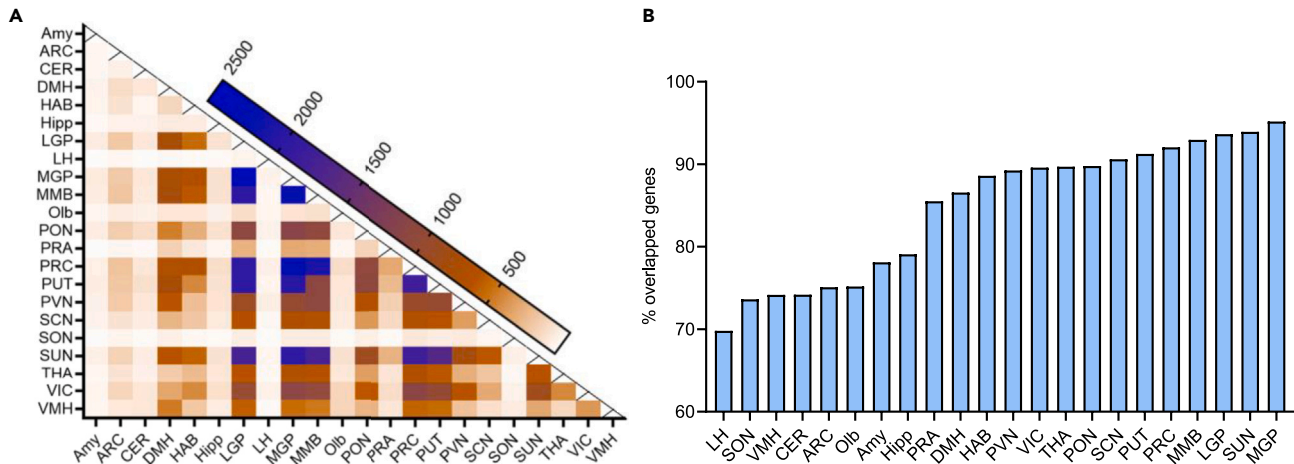 A
Amy
ARC
CER
DMH
HAB
Hipp
LGP
LH
MGP
MMB
Olb
PON
PRA
PRC
PUT
PVN
SCN
SON
SUN
THA
VIC
VMH
Amy ARC CER DMH HAB Hipp LGP LH MGP MMB Olb PON PRA PRC PUT PVN SCN SON SUN THA VIC VMH
2500
2000
1500
1000
500
B
% overlapped genes
100
90
80
70
60
LH SON VMH CER ARC Olb Amy Hipp PRA DMH HAB PVN VIC THA PON SCN PUT PRC MMB LGP SUN MGP